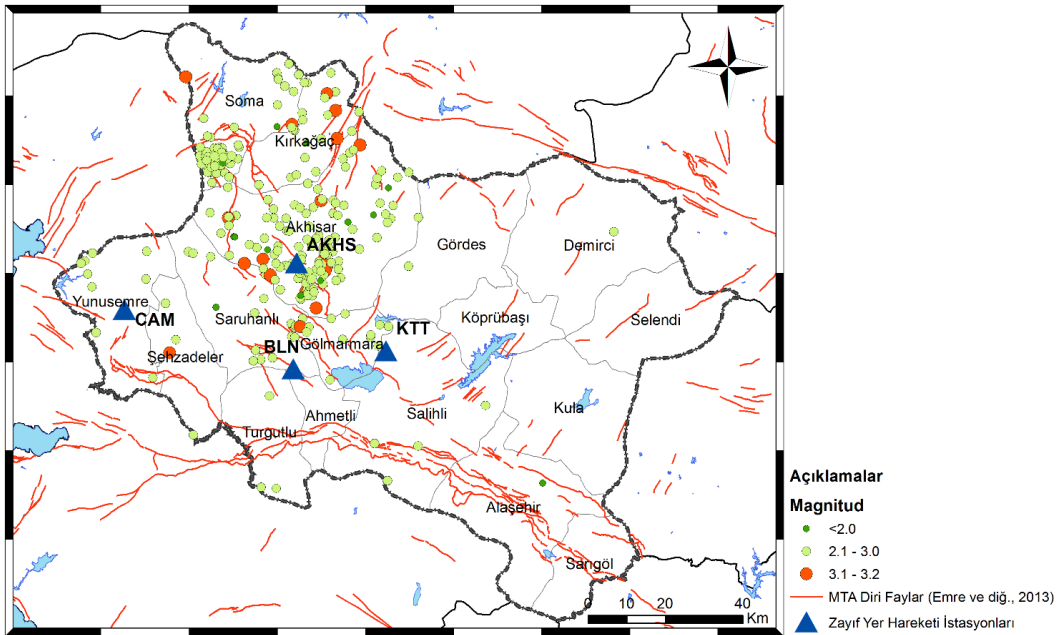 Soma
Kırkağaç
Akhisar
AKHS
Gördes
Demirci
Yunusemre
CAM
Saruhanlı
Köprübaşı
Selendi
KTT
BLN
Gölmarmara
Şehzadeler
Ahmetli
Salihli
Kula
Turgutlu
Alaşehir
Sarıgöl
0 10 20 40
Km
Açıklamalar
Magnitud
<2.0
2.1 - 3.0
3.1 - 3.2
MTA Diri Faylar (Emre ve diğ., 2013)
Zayıf Yer Hareketi İstasyonları